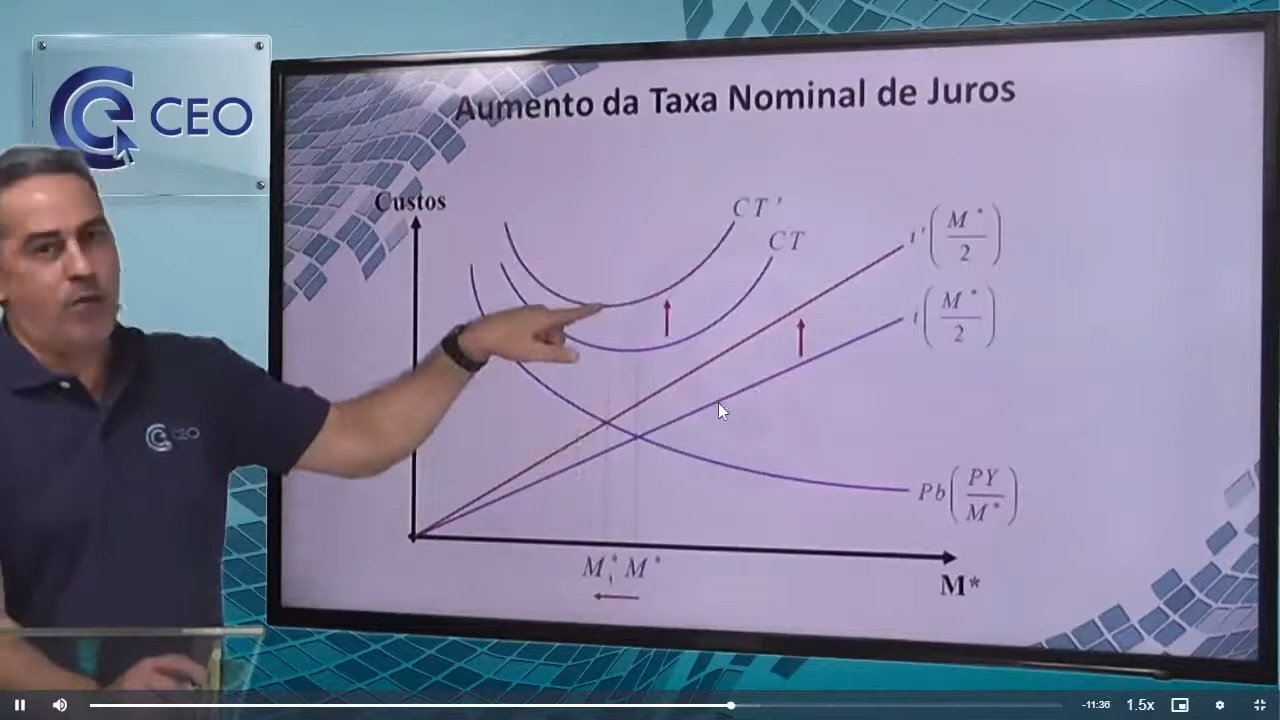 CEO
Aumento da Taxa Nominal de Juros
Custos
CT'
CT
i'(M*/2)
i(M*/2)
CEO
Pb(PY/M*)
M₁* M*
M*
-11:36 1.5x